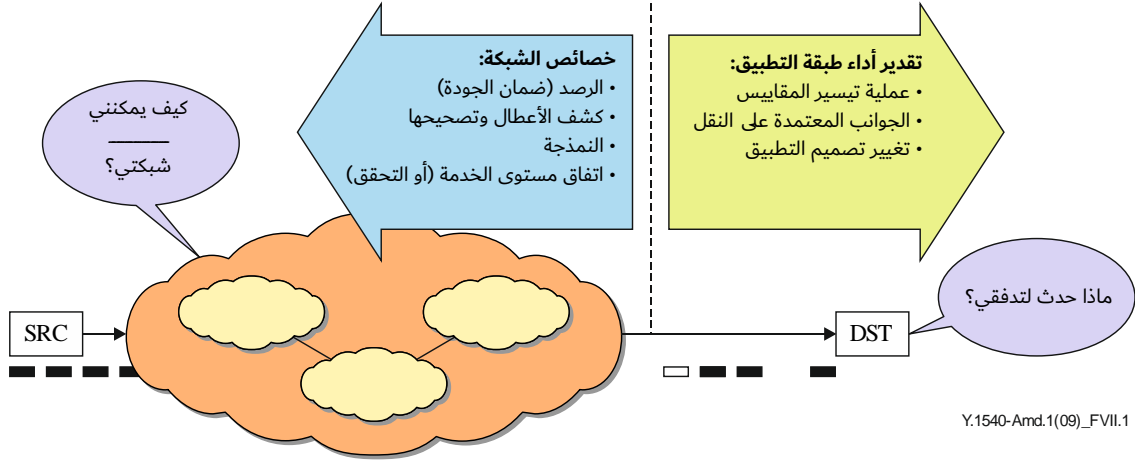 خصائص الشبكة:
• الرصد (ضمان الجودة)
• كشف الأعطال وتصحيحها
• النمذجة
• اتفاق مستوى الخدمة (أو التحقق)
تقدير أداء طبقة التطبيق:
• عملية تيسير المقاييس
• الجوانب المعتمدة على النقل
• تغيير تصميم التطبيق
كيف يمكنني
ـــــــــــ
شبكتي؟
ماذا حدث لتدفقي؟
SRC
DST
Y.1540-Amd.1(09)_FVII.1